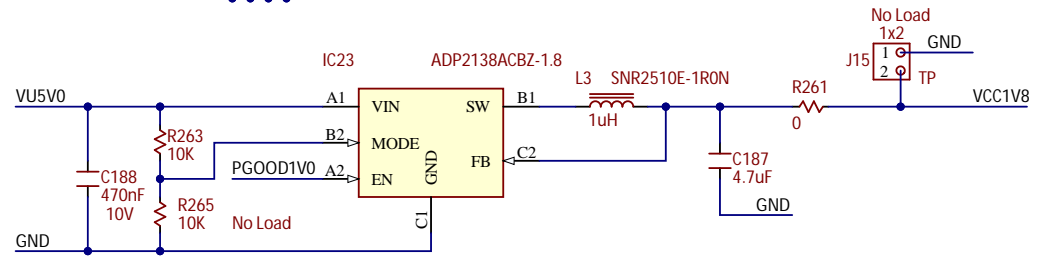 No Load
1x2
J15
1
GND
2
TP
IC23
ADP2138ACBZ-1.8
L3
SNR2510E-1R0N
1uH
R261
0
VCC1V8
VU5V0
A1
VIN
SW
B1
R263
10K
B2
MODE
C2
FB
GND
PGOOD1V0
A2
EN
C188
470nF
10V
R265
10K
No Load
C1
C187
4.7uF
GND
GND